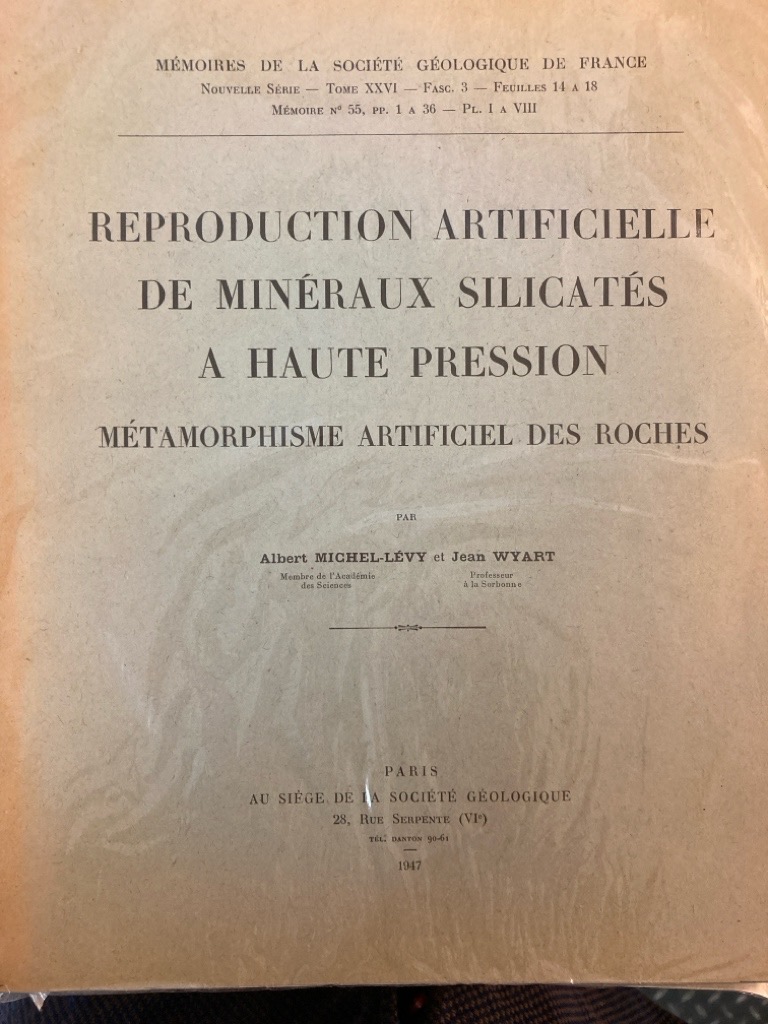 MÉMOIRES DE LA SOCIÉTÉ GÉOLOGIQUE DE FRANCE
Nouvelle Série — Tome XXVI — Fasc. 3 — Feuilles 14 a 18
Mémoire nº 55, pp. 1 a 36 — Pl. I a VIII
REPRODUCTION ARTIFICIELLE
DE MINÉRAUX SILICATÉS
A HAUTE PRESSION
MÉTAMORPHISME ARTIFICIEL DES ROCHES
PAR
Albert MICHEL-LÉVY et Jean WYART
Membre de l'Académie Professeur
des Sciences à la Sorbonne
PARIS
AU SIÉGE DE LA SOCIÉTÉ GÉOLOGIQUE
28, Rue Serpente (VIe)
TÉL. DANTON 90-61
1947